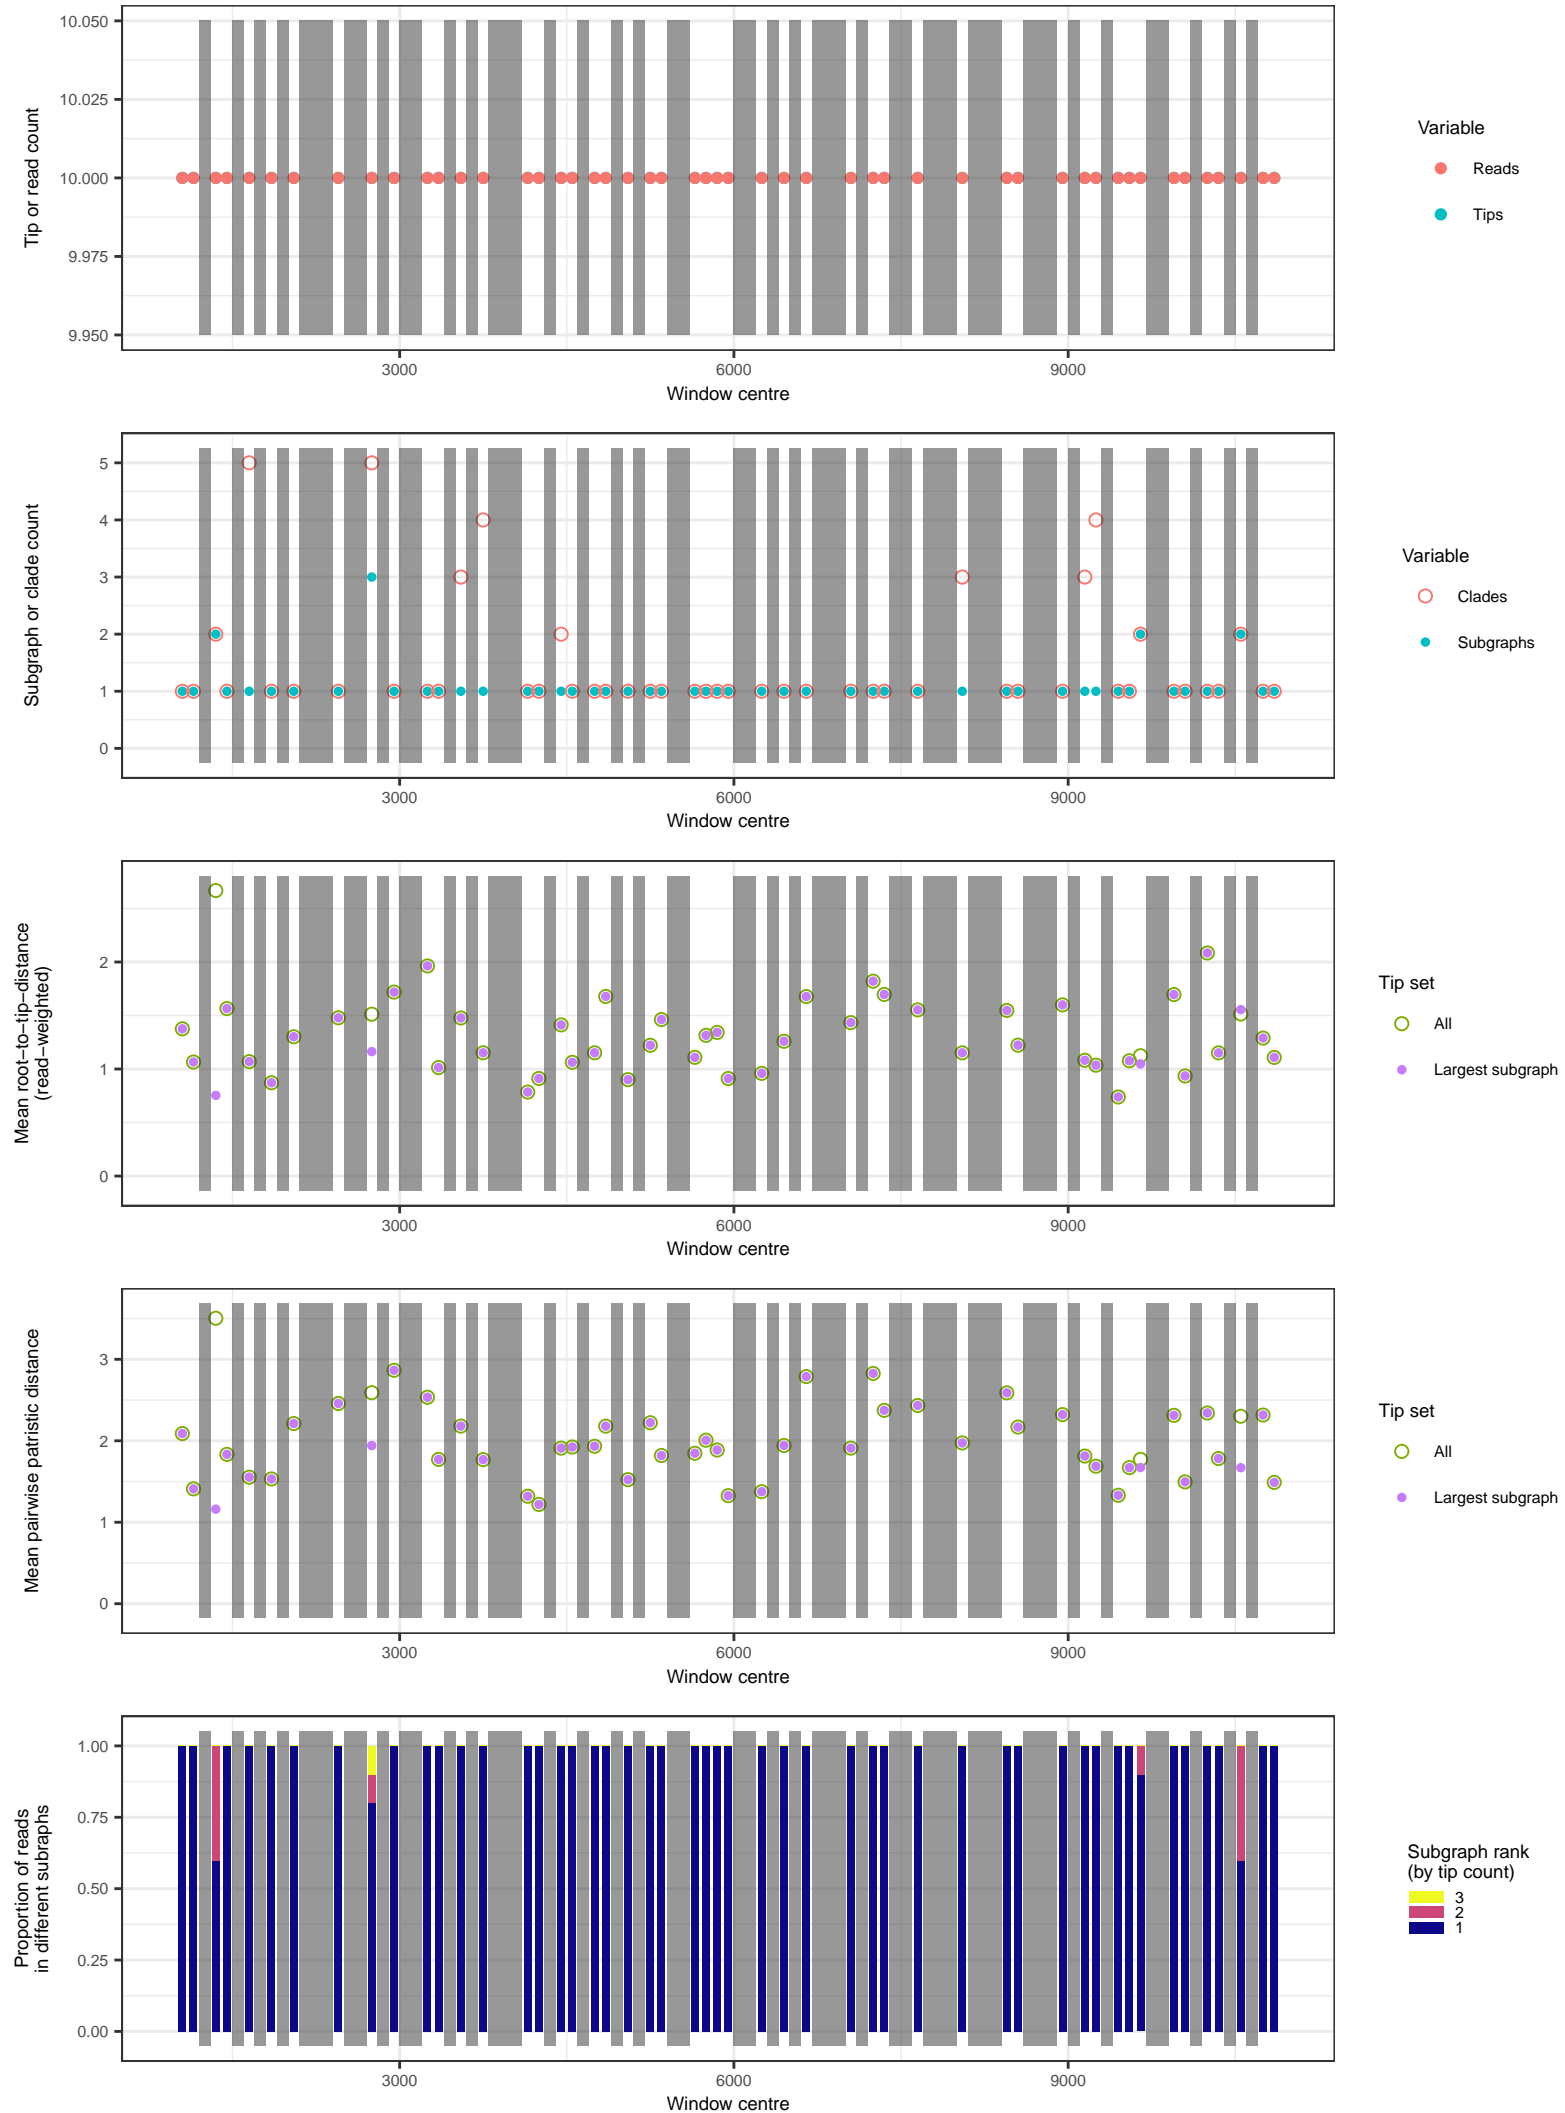 10.050
10.025
10.000
9.975
9.950
Tip or read count
3000
6000
9000
Window centre
Variable
Reads
Tips
5
4
3
2
1
0
Subgraph or clade count
3000
6000
9000
Window centre
Variable
Clades
Subgraphs
2
1
0
Mean root−to−tip−distance
(read−weighted)
3000
6000
9000
Window centre
Tip set
All
Largest subgraph
3
2
1
0
Mean pairwise patristic distance
3000
6000
9000
Window centre
Tip set
All
Largest subgraph
1.00
0.75
0.50
0.25
0.00
Proportion of reads
in different subraphs
3000
6000
9000
Window centre
Subgraph rank
(by tip count)
3
2
1